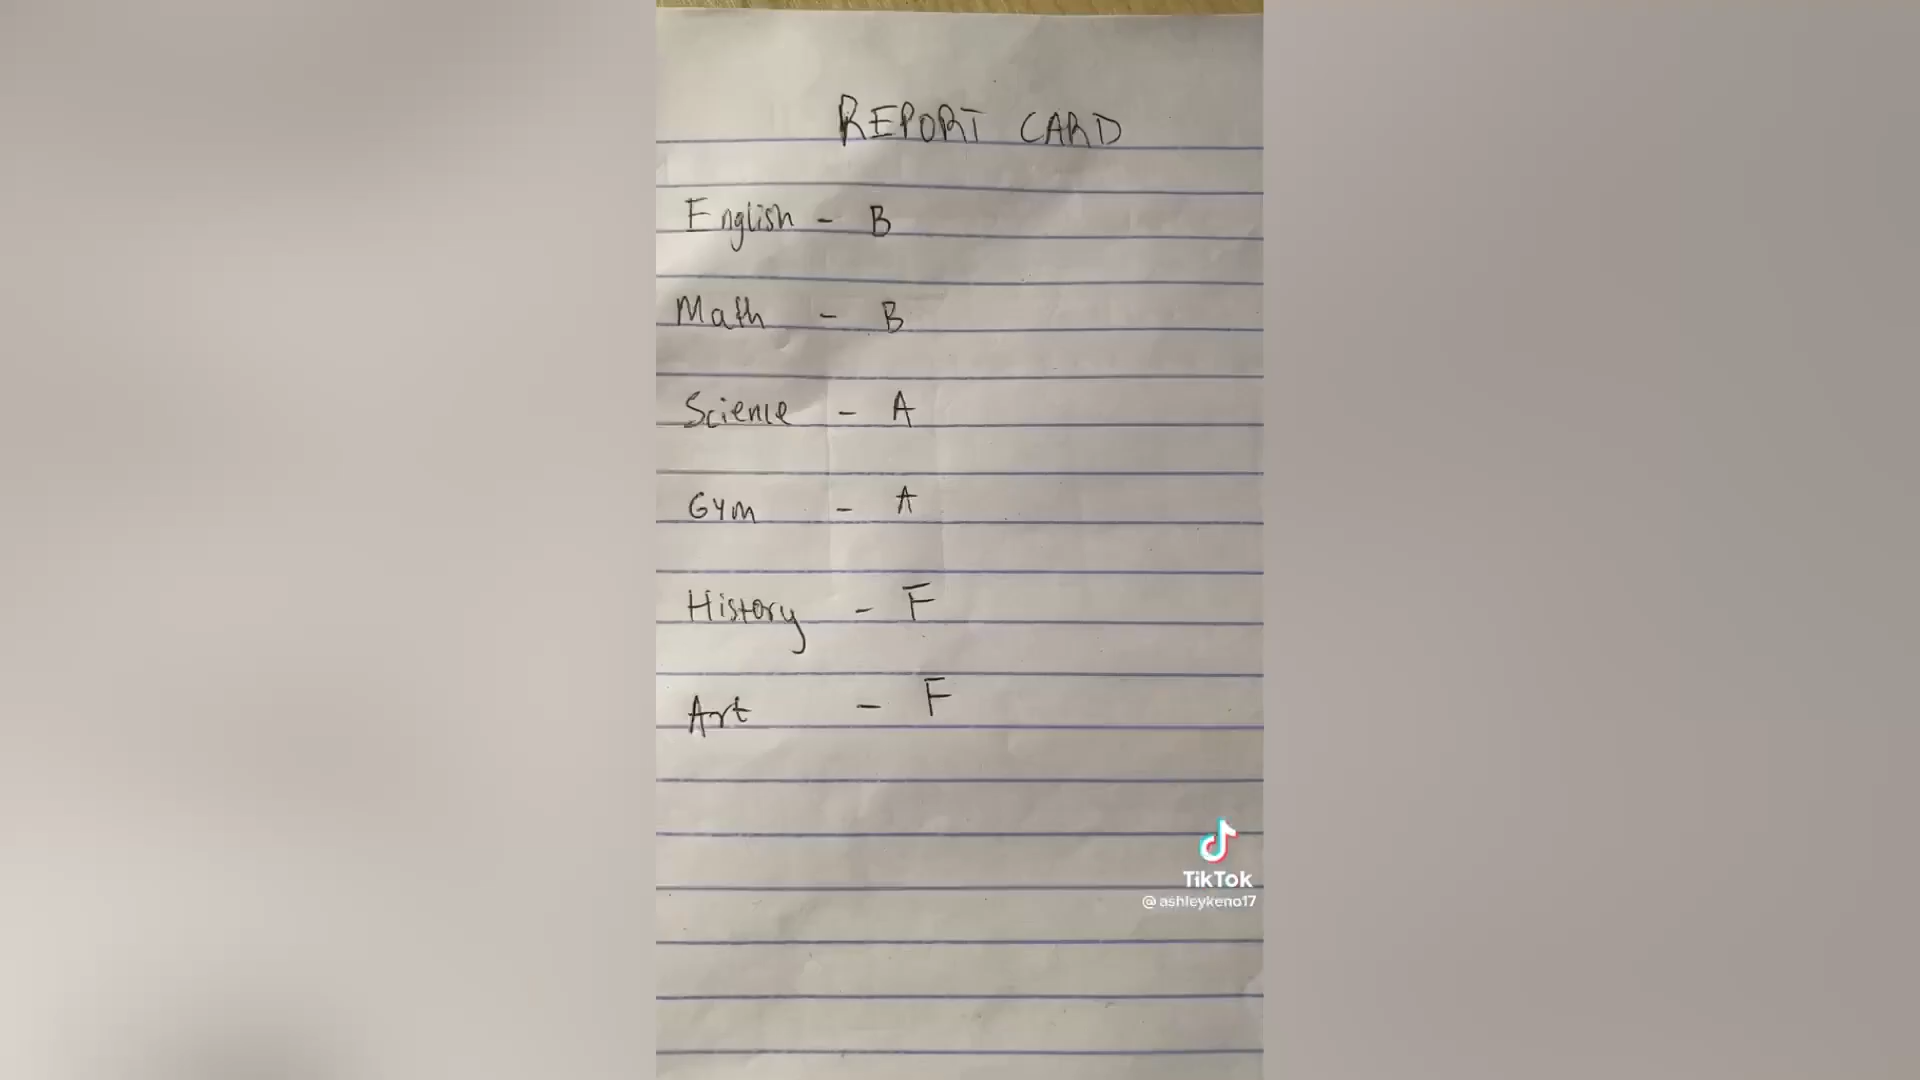 REPORT CARD
English - B
Math - B
Science - A
Gym - A
History - F
Art - F
TikTok
@ashleykeno17